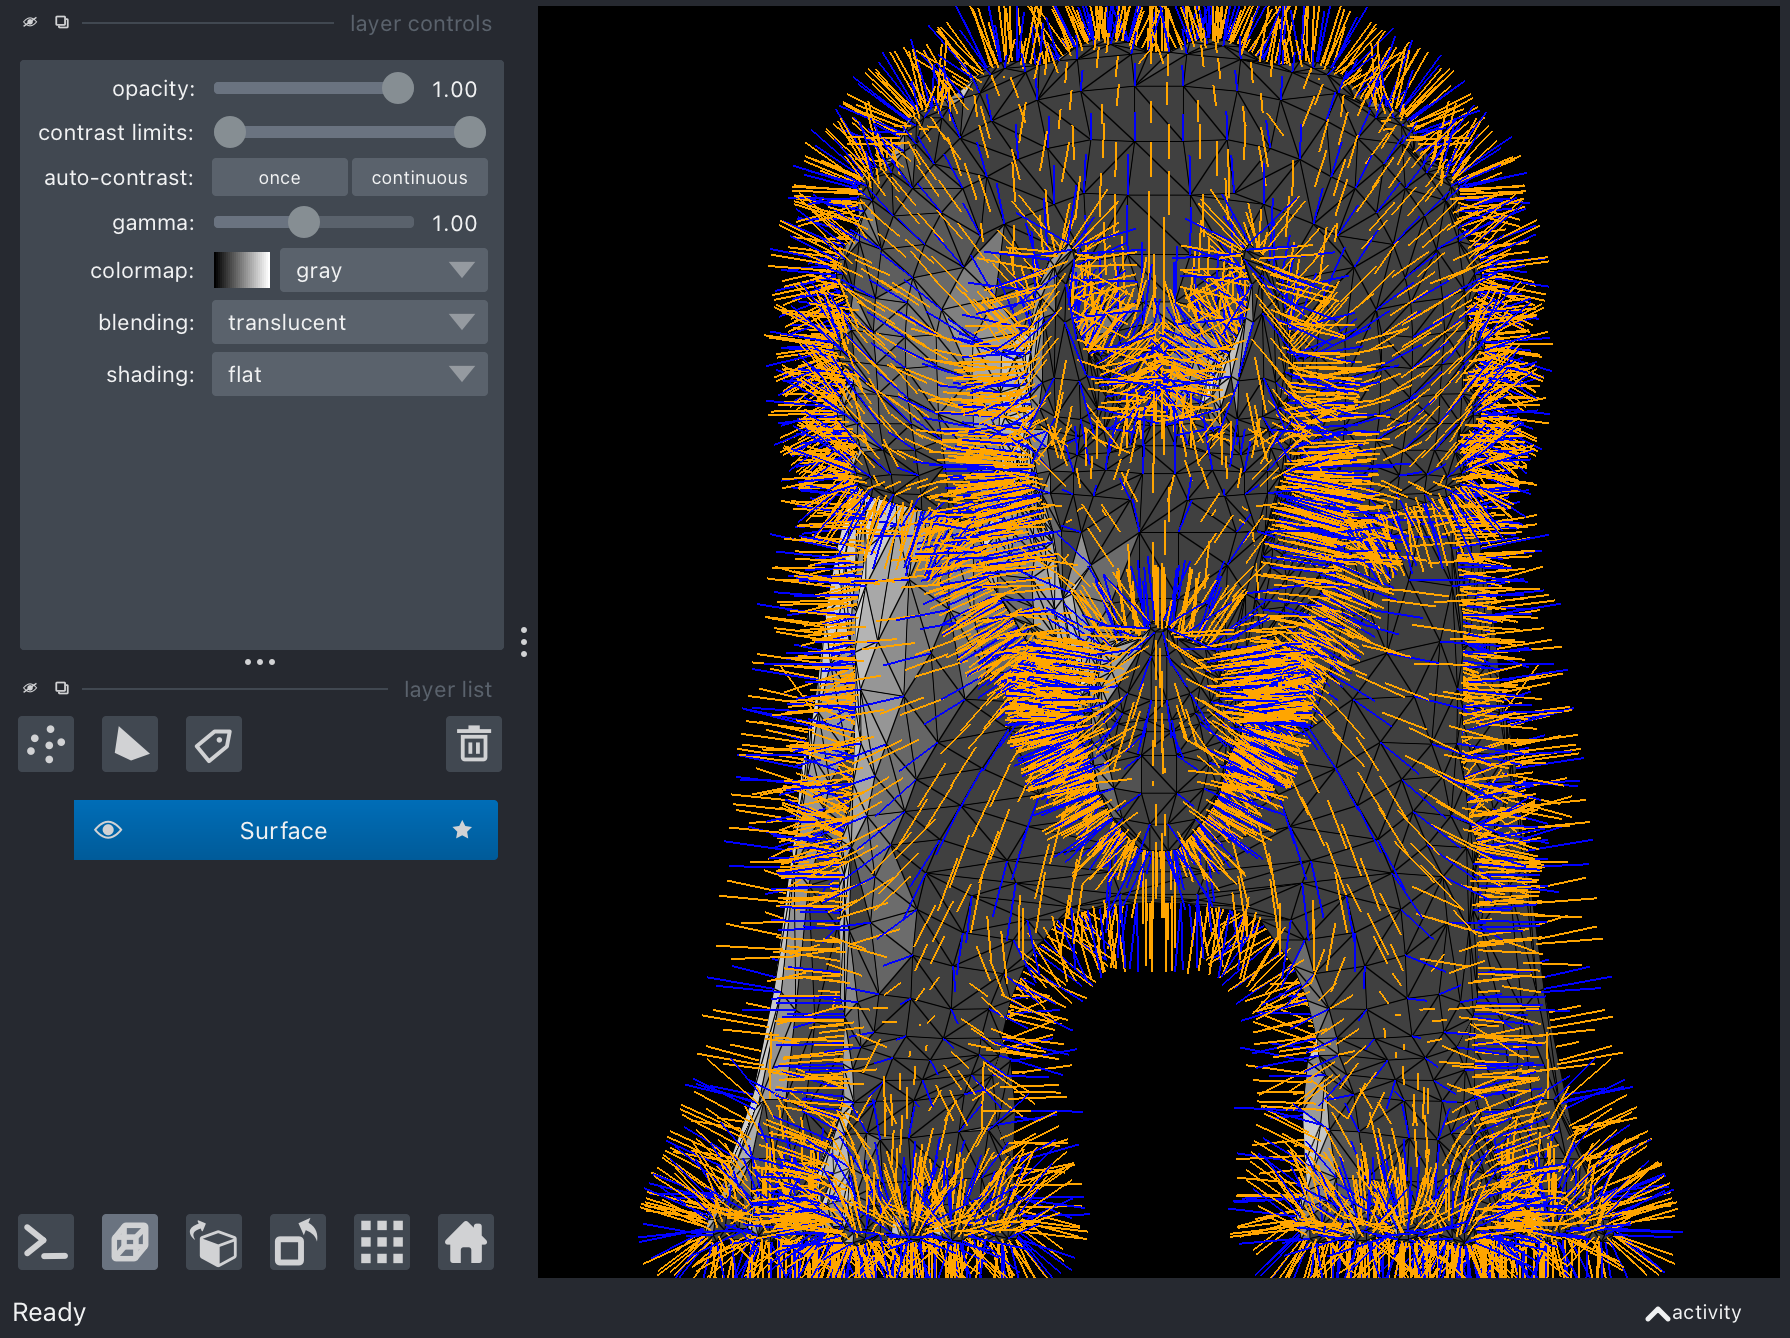 layer controls
opacity: 1.00
contrast limits:
auto-contrast: once continuous
gamma: 1.00
colormap: gray
blending: translucent
shading: flat
layer list
Surface
Ready
activity